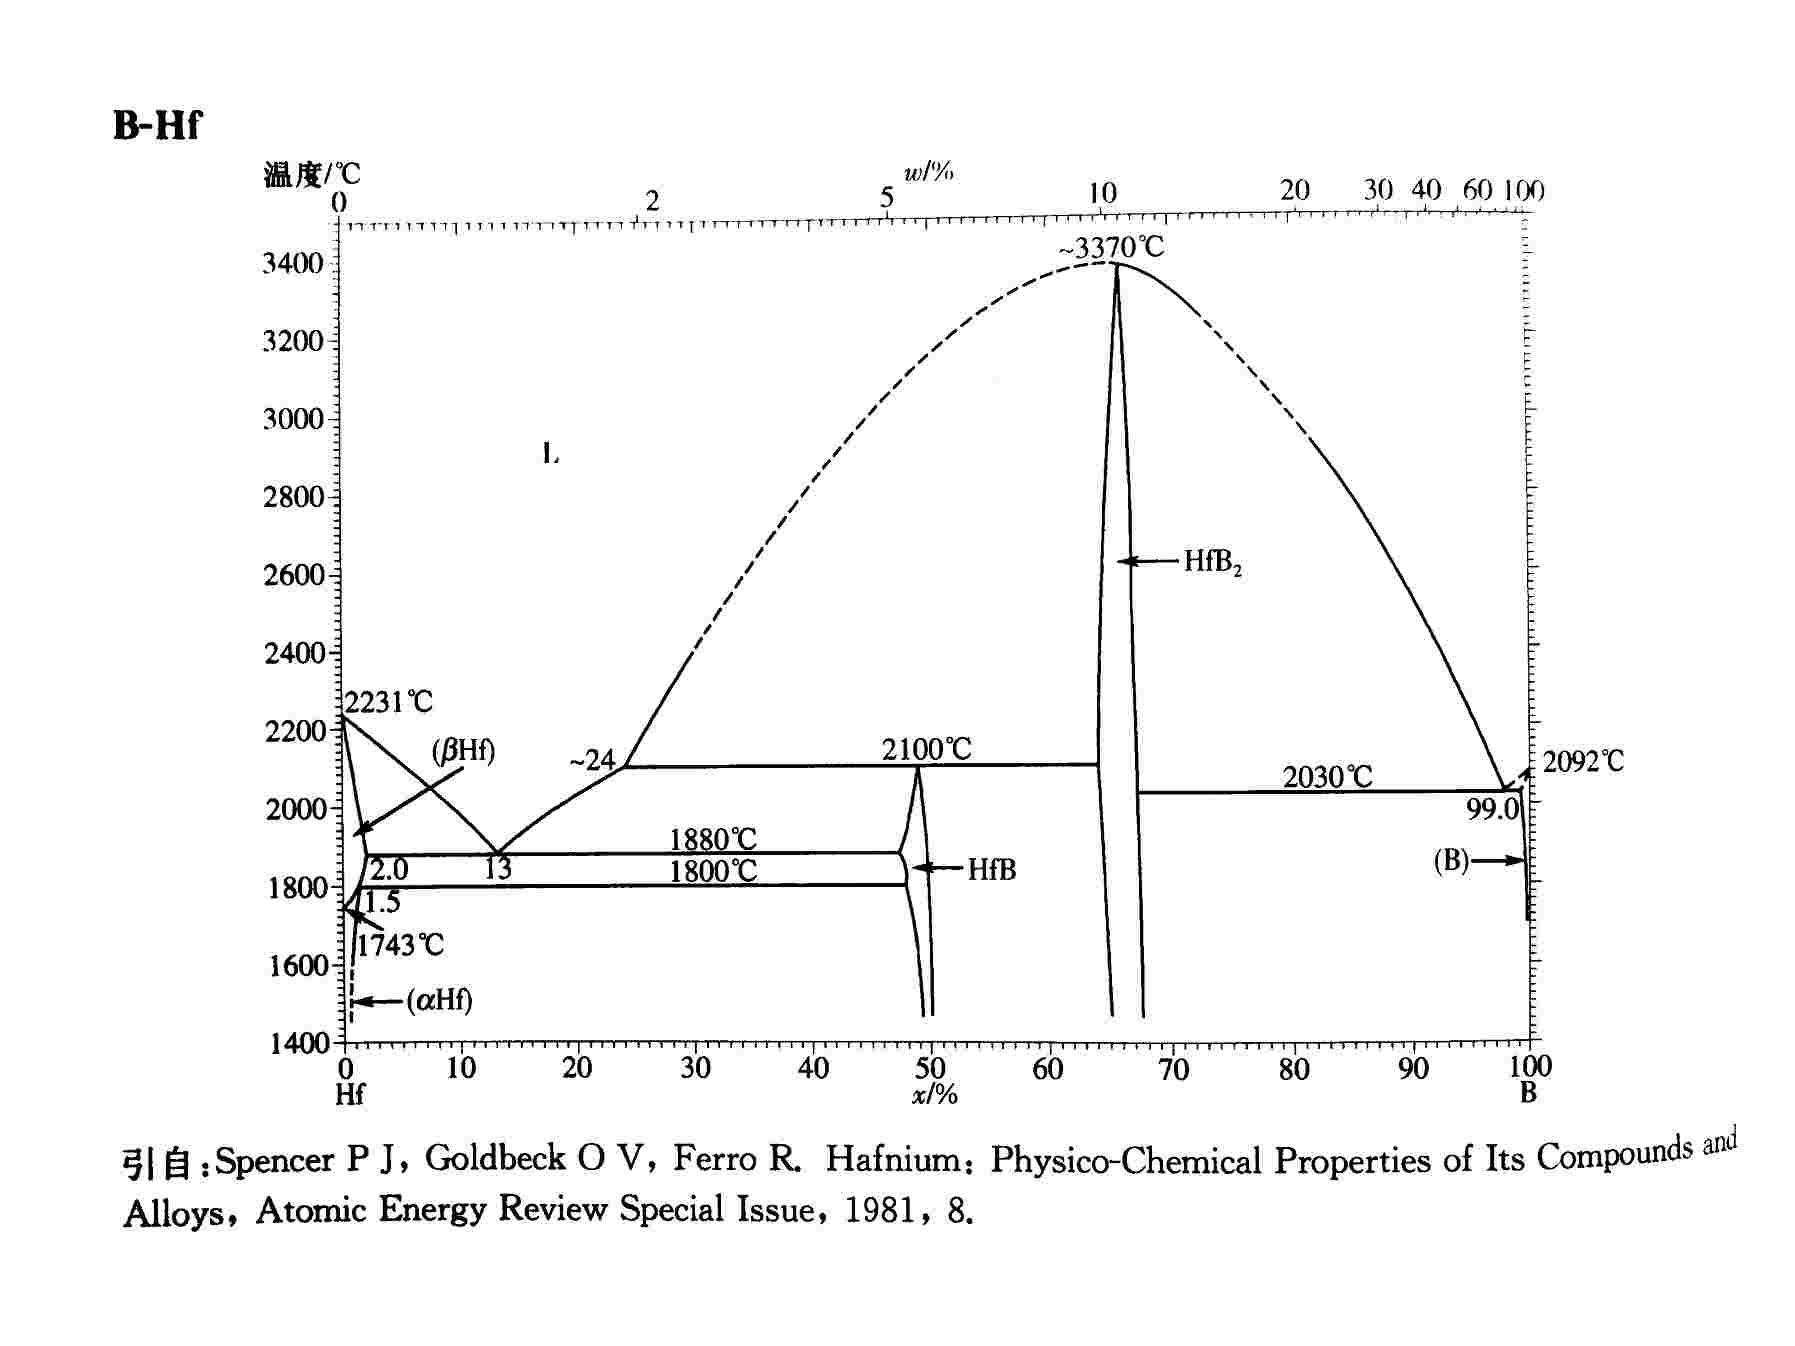 B-Hf
温度/℃
w/%
0 2 5 10 20 30 40 60 100
~3370℃
3400
3200
3000
L
2800
2600
HfB₂
2400
2231℃
2200
(βHf)
~24
2100℃
2092℃
2030℃
2000
99.0
1880℃
2.0
13
1800℃
HfB
(B)
1800
1.5
1743℃
1600
(αHf)
1400
0 10 20 30 40 50 60 70 80 90 100
Hf x/% B
引自:Spencer P J, Goldbeck O V, Ferro R. Hafnium: Physico-Chemical Properties of Its Compounds and
Alloys, Atomic Energy Review Special Issue, 1981, 8.